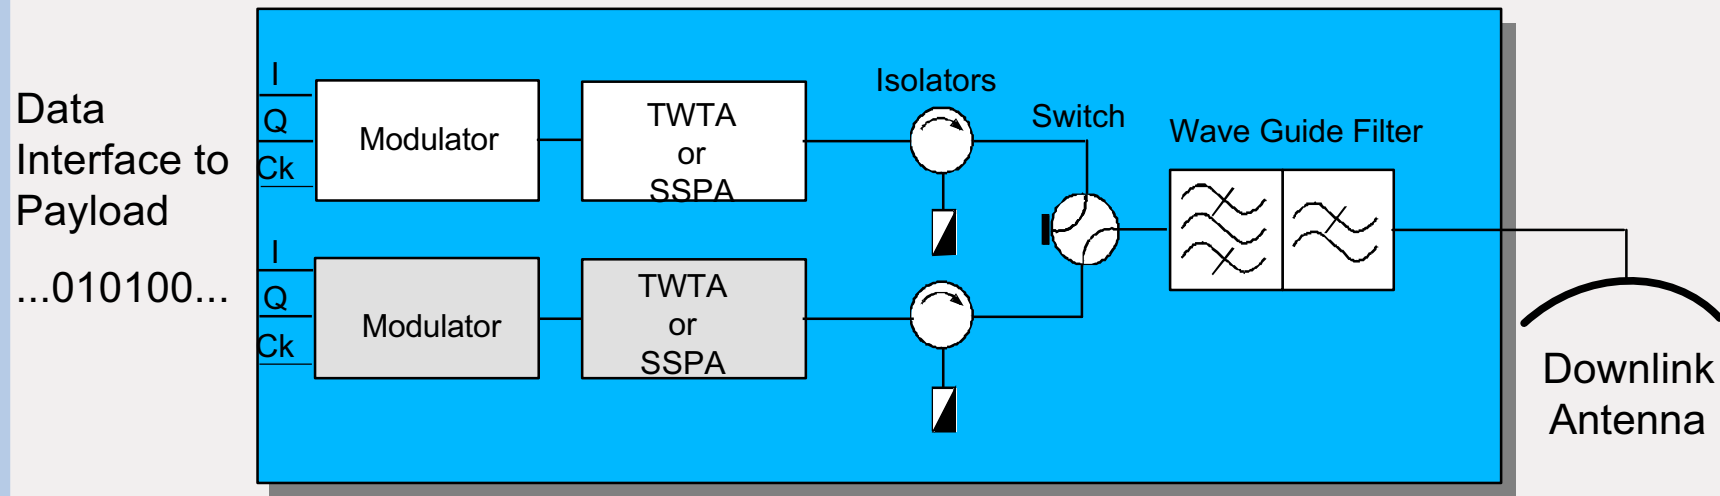 Data
Interface to
Payload
...010100...
I
Q
Ck
Modulator
TWTA
or
SSPA
Isolators
Switch
Wave Guide Filter
I
Q
Ck
Modulator
TWTA
or
SSPA
Downlink
Antenna